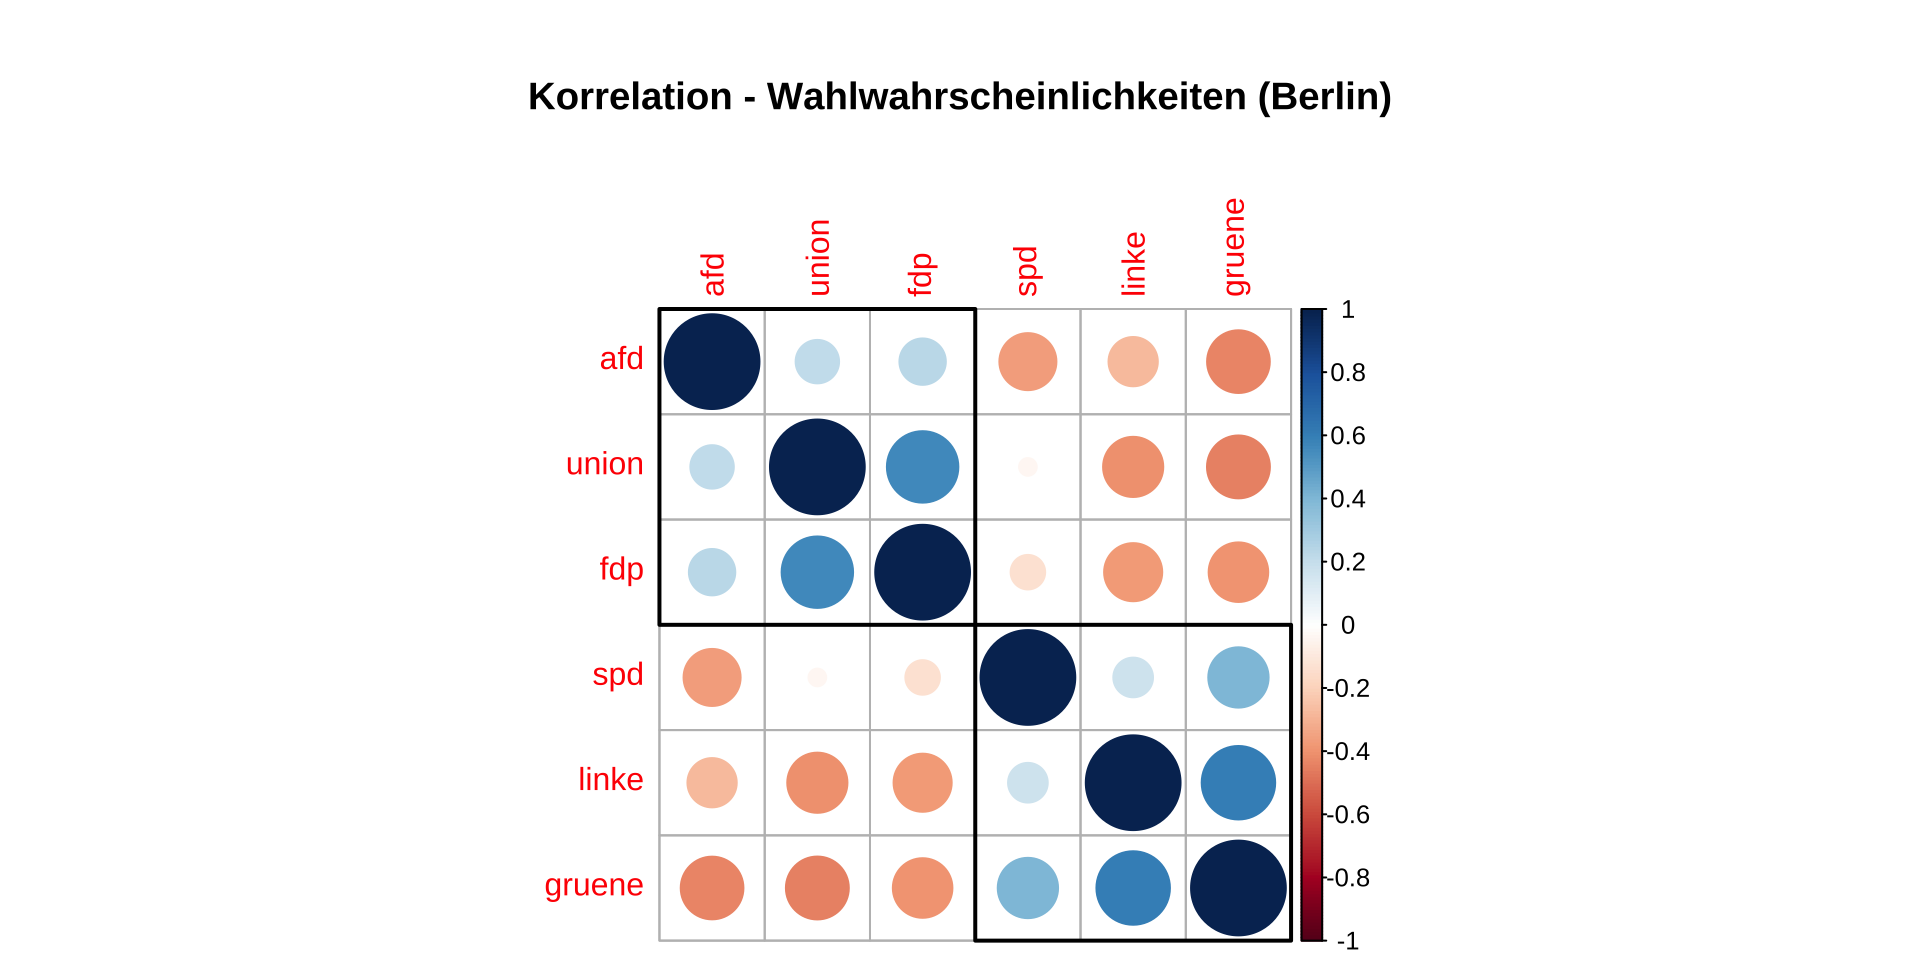 Korrelation - Wahlwahrscheinlichkeiten (Berlin)
afd
union
fdp
spd
linke
gruene
afd
union
fdp
spd
linke
gruene
1
0.8
0.6
0.4
0.2
0
-0.2
-0.4
-0.6
-0.8
-1